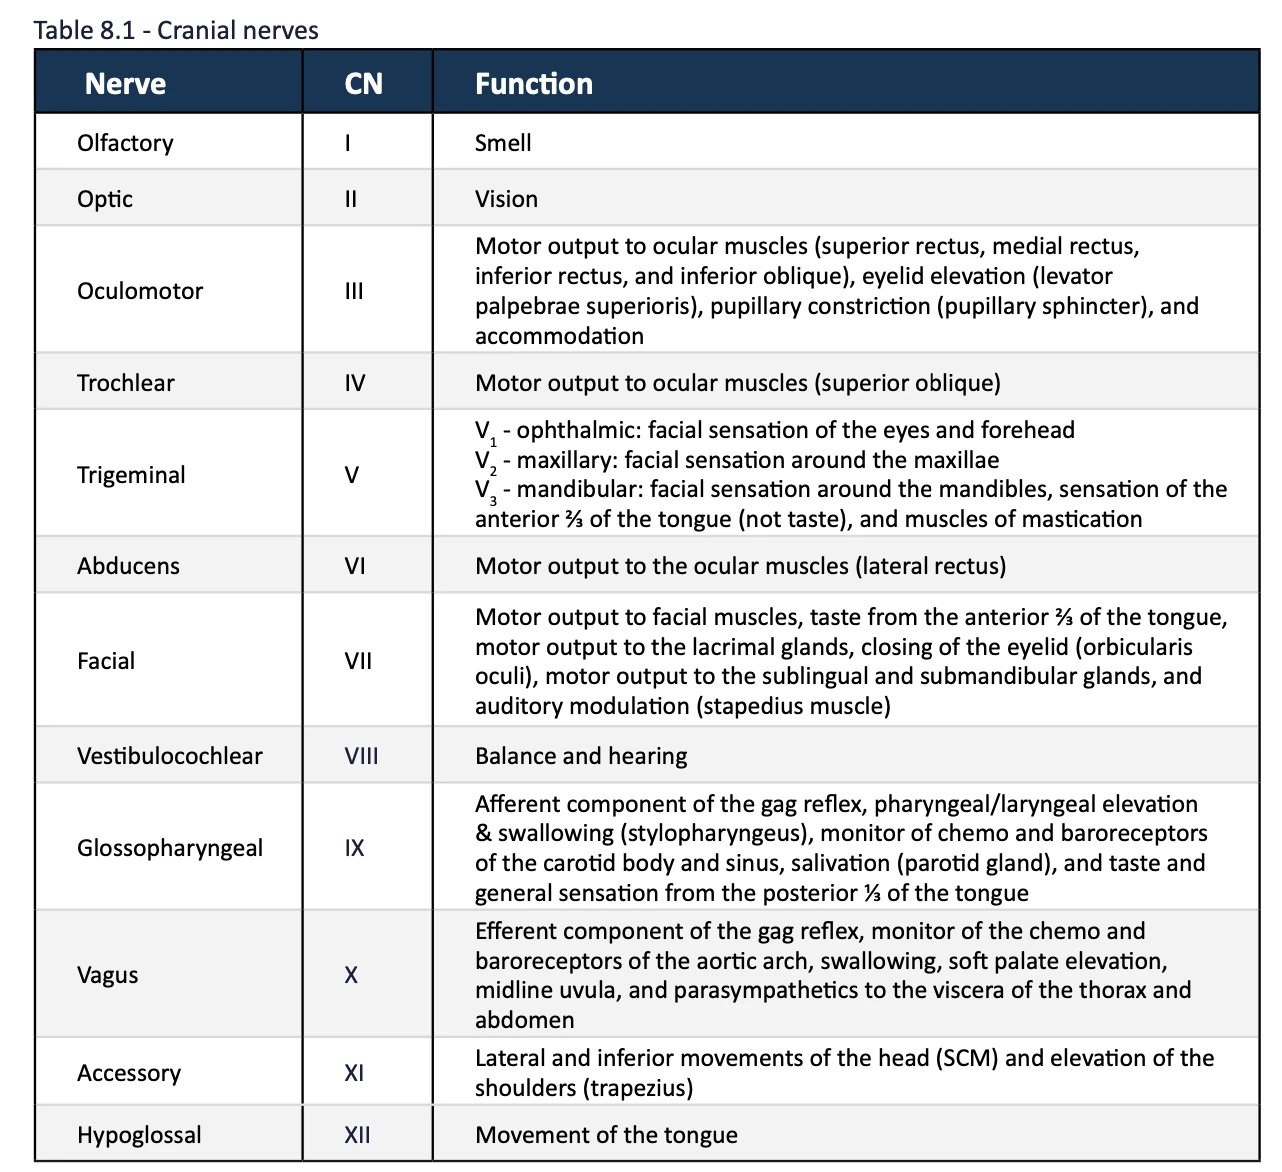 Table 8.1 - Cranial nerves
Nerve CN Function
Olfactory I Smell
Optic II Vision
Oculomotor III Motor output to ocular muscles (superior rectus, medial rectus,
inferior rectus, and inferior oblique), eyelid elevation (levator
palpebrae superioris), pupillary constriction (pupillary sphincter), and
accommodation
Trochlear IV Motor output to ocular muscles (superior oblique)
Trigeminal V V₁ - ophthalmic: facial sensation of the eyes and forehead
V₂ - maxillary: facial sensation around the maxillae
V₃ - mandibular: facial sensation around the mandibles, sensation of the
anterior ⅔ of the tongue (not taste), and muscles of mastication
Abducens VI Motor output to the ocular muscles (lateral rectus)
Facial VII Motor output to facial muscles, taste from the anterior ⅔ of the tongue,
motor output to the lacrimal glands, closing of the eyelid (orbicularis
oculi), motor output to the sublingual and submandibular glands, and
auditory modulation (stapedius muscle)
Vestibulocochlear VIII Balance and hearing
Glossopharyngeal IX Afferent component of the gag reflex, pharyngeal/laryngeal elevation
& swallowing (stylopharyngeus), monitor of chemo and baroreceptors
of the carotid body and sinus, salivation (parotid gland), and taste and
general sensation from the posterior ⅓ of the tongue
Vagus X Efferent component of the gag reflex, monitor of the chemo and
baroreceptors of the aortic arch, swallowing, soft palate elevation,
midline uvula, and parasympathetics to the viscera of the thorax and
abdomen
Accessory XI Lateral and inferior movements of the head (SCM) and elevation of the
shoulders (trapezius)
Hypoglossal XII Movement of the tongue